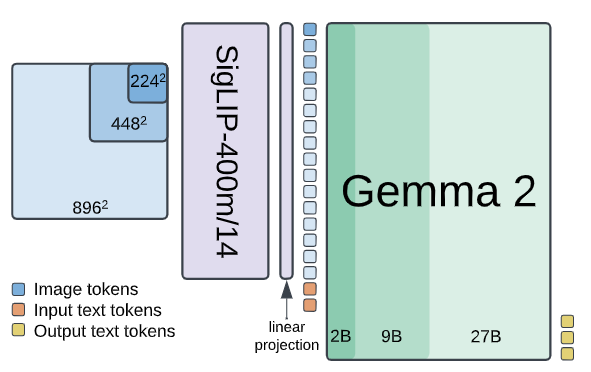 224²
448²
896²
SigLIP-400m/14
Gemma 2
Image tokens
Input text tokens
Output text tokens
linear
projection
2B
9B
27B